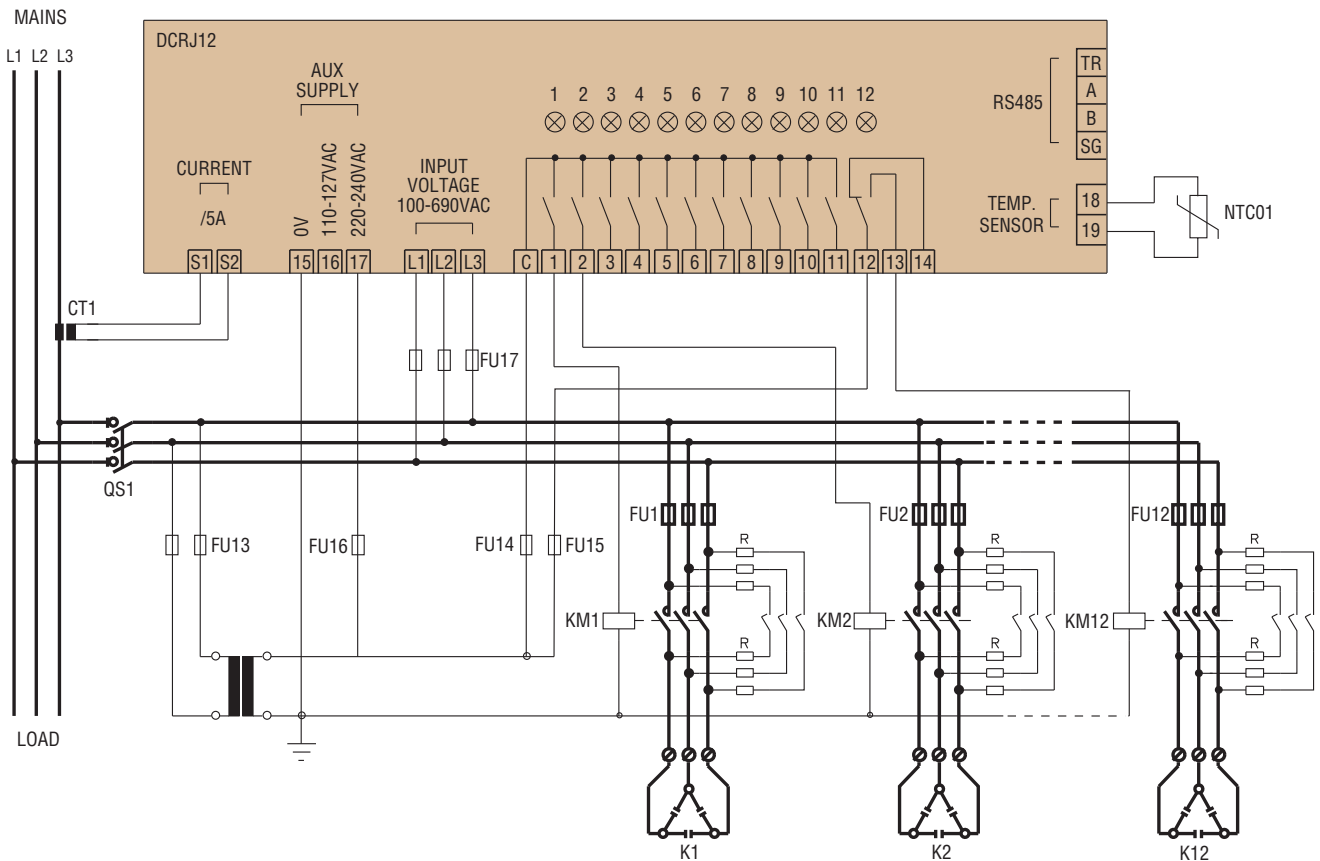 MAINS
L1 L2 L3
DCRJ12
AUX
SUPPLY
CURRENT
/5A
0V
110-127VAC
220-240VAC
INPUT
VOLTAGE
100-690VAC
1 2 3 4 5 6 7 8 9 10 11 12
RS485
TR
A
B
SG
TEMP.
SENSOR
18
19
NTC01
S1 S2 15 16 17 L1 L2 L3 C 1 2 3 4 5 6 7 8 9 10 11 12 13 14
CT1
FU17
QS1
FU13
FU16
FU14
FU15
FU1
FU2
FU12
R
R
R
KM1
KM2
KM12
R
R
R
LOAD
K1
K2
K12